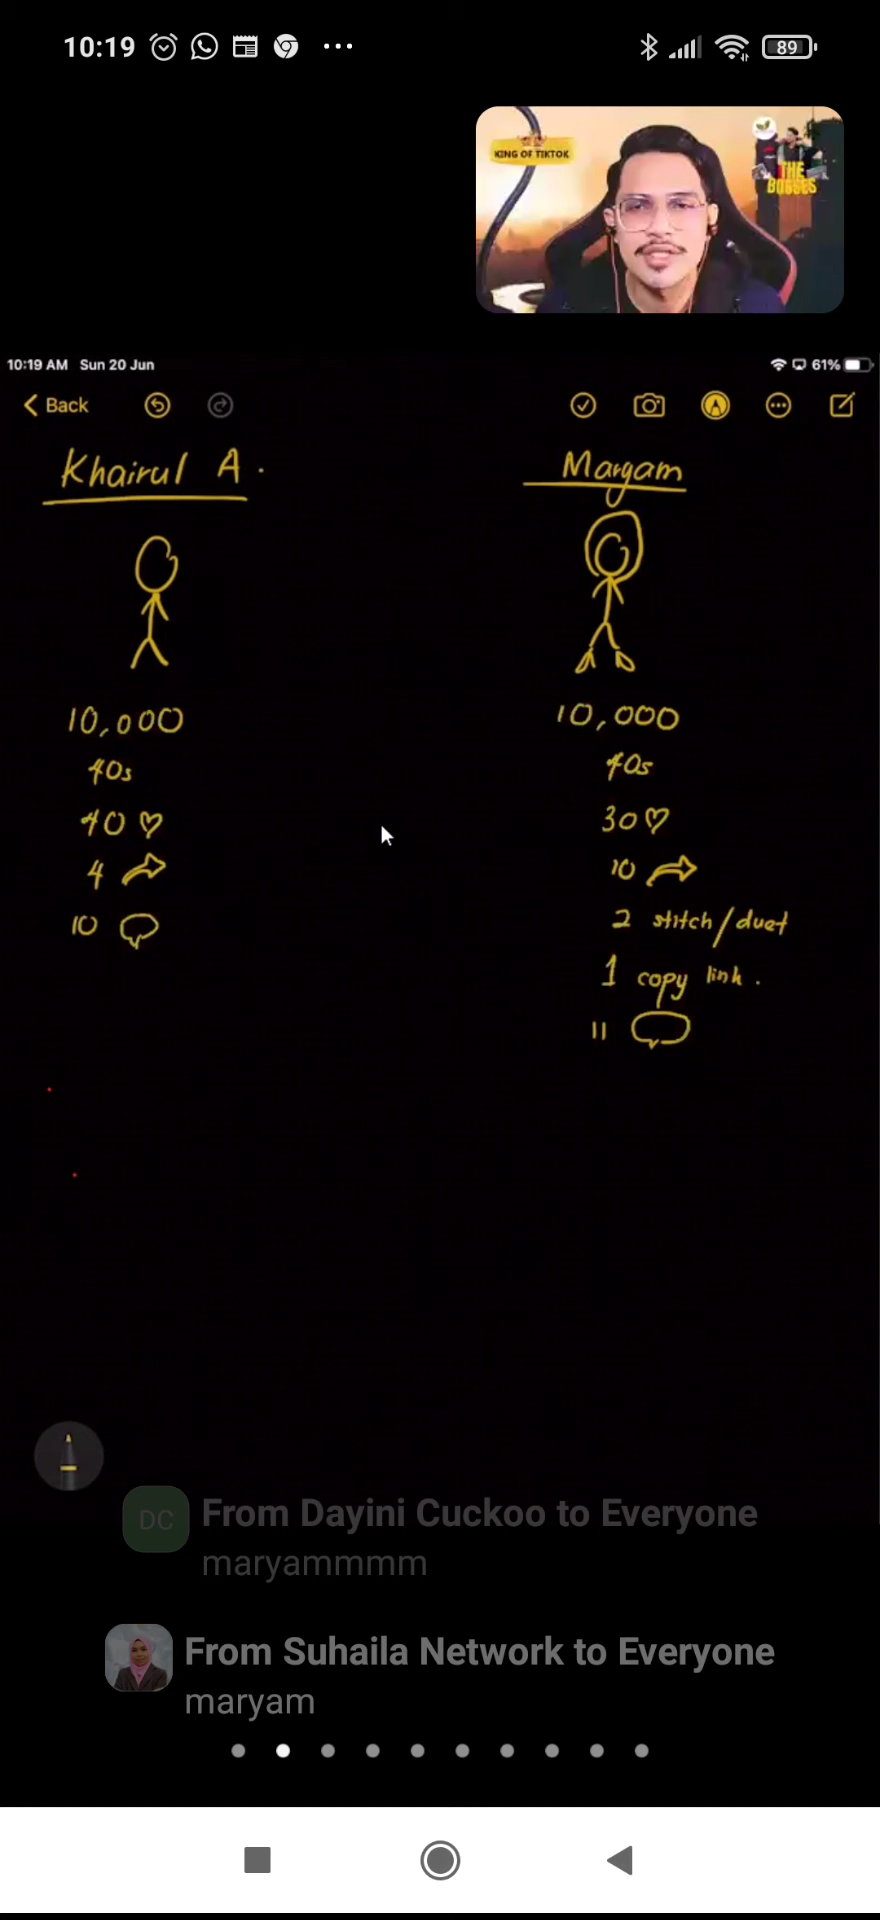 10:19
89
KING OF TIKTOK
THE
BOSSES
10:19 AM Sun 20 Jun
61%
Back
Khairul A.
Maryam
10,000
10,000
40s
40s
40
30
4
10
10
2 stitch/duet
1 copy link.
11
DC
From Dayini Cuckoo to Everyone
maryammmm
From Suhaila Network to Everyone
maryam